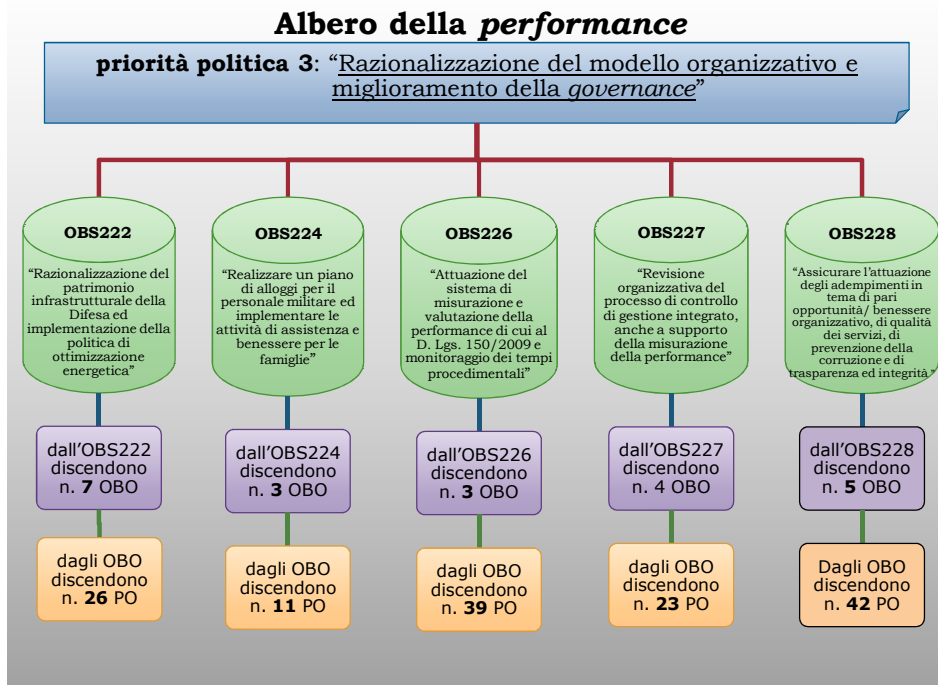 Albero della performance
priorità politica 3: “Razionalizzazione del modello organizzativo e
miglioramento della governance”
OBS222
“Razionalizzazione del
patrimonio
infrastrutturale della
Difesa ed
implementazione della
politica di
ottimizzazione
energetica”
OBS224
“Realizzare un piano
di alloggi per il
personale militare ed
implementare le
attività di assistenza e
benessere per le
famiglie”
OBS226
“Attuazione del
sistema di
misurazione e
valutazione della
performance di cui al
D. Lgs. 150/2009 e
monitoraggio dei tempi
procedimentali”
OBS227
“Revisione
organizzativa del
processo di controllo
di gestione integrato,
anche a supporto
della misurazione
della performance”
OBS228
“Assicurare l’attuazione
degli adempimenti in
tema di pari
opportunità/ benessere
organizzativo, di qualità
dei servizi, di
prevenzione della
corruzione e di
trasparenza ed integrità.”
dall’OBS222
discendono
n. 7 OBO
dall’OBS224
discendono
n. 3 OBO
dall’OBS226
discendono
n. 3 OBO
dall’OBS227
discendono
n. 4 OBO
dall’OBS228
discendono
n. 5 OBO
dagli OBO
discendono
n. 26 PO
dagli OBO
discendono
n. 11 PO
dagli OBO
discendono
n. 39 PO
dagli OBO
discendono
n. 23 PO
Dagli OBO
discendono
n. 42 PO